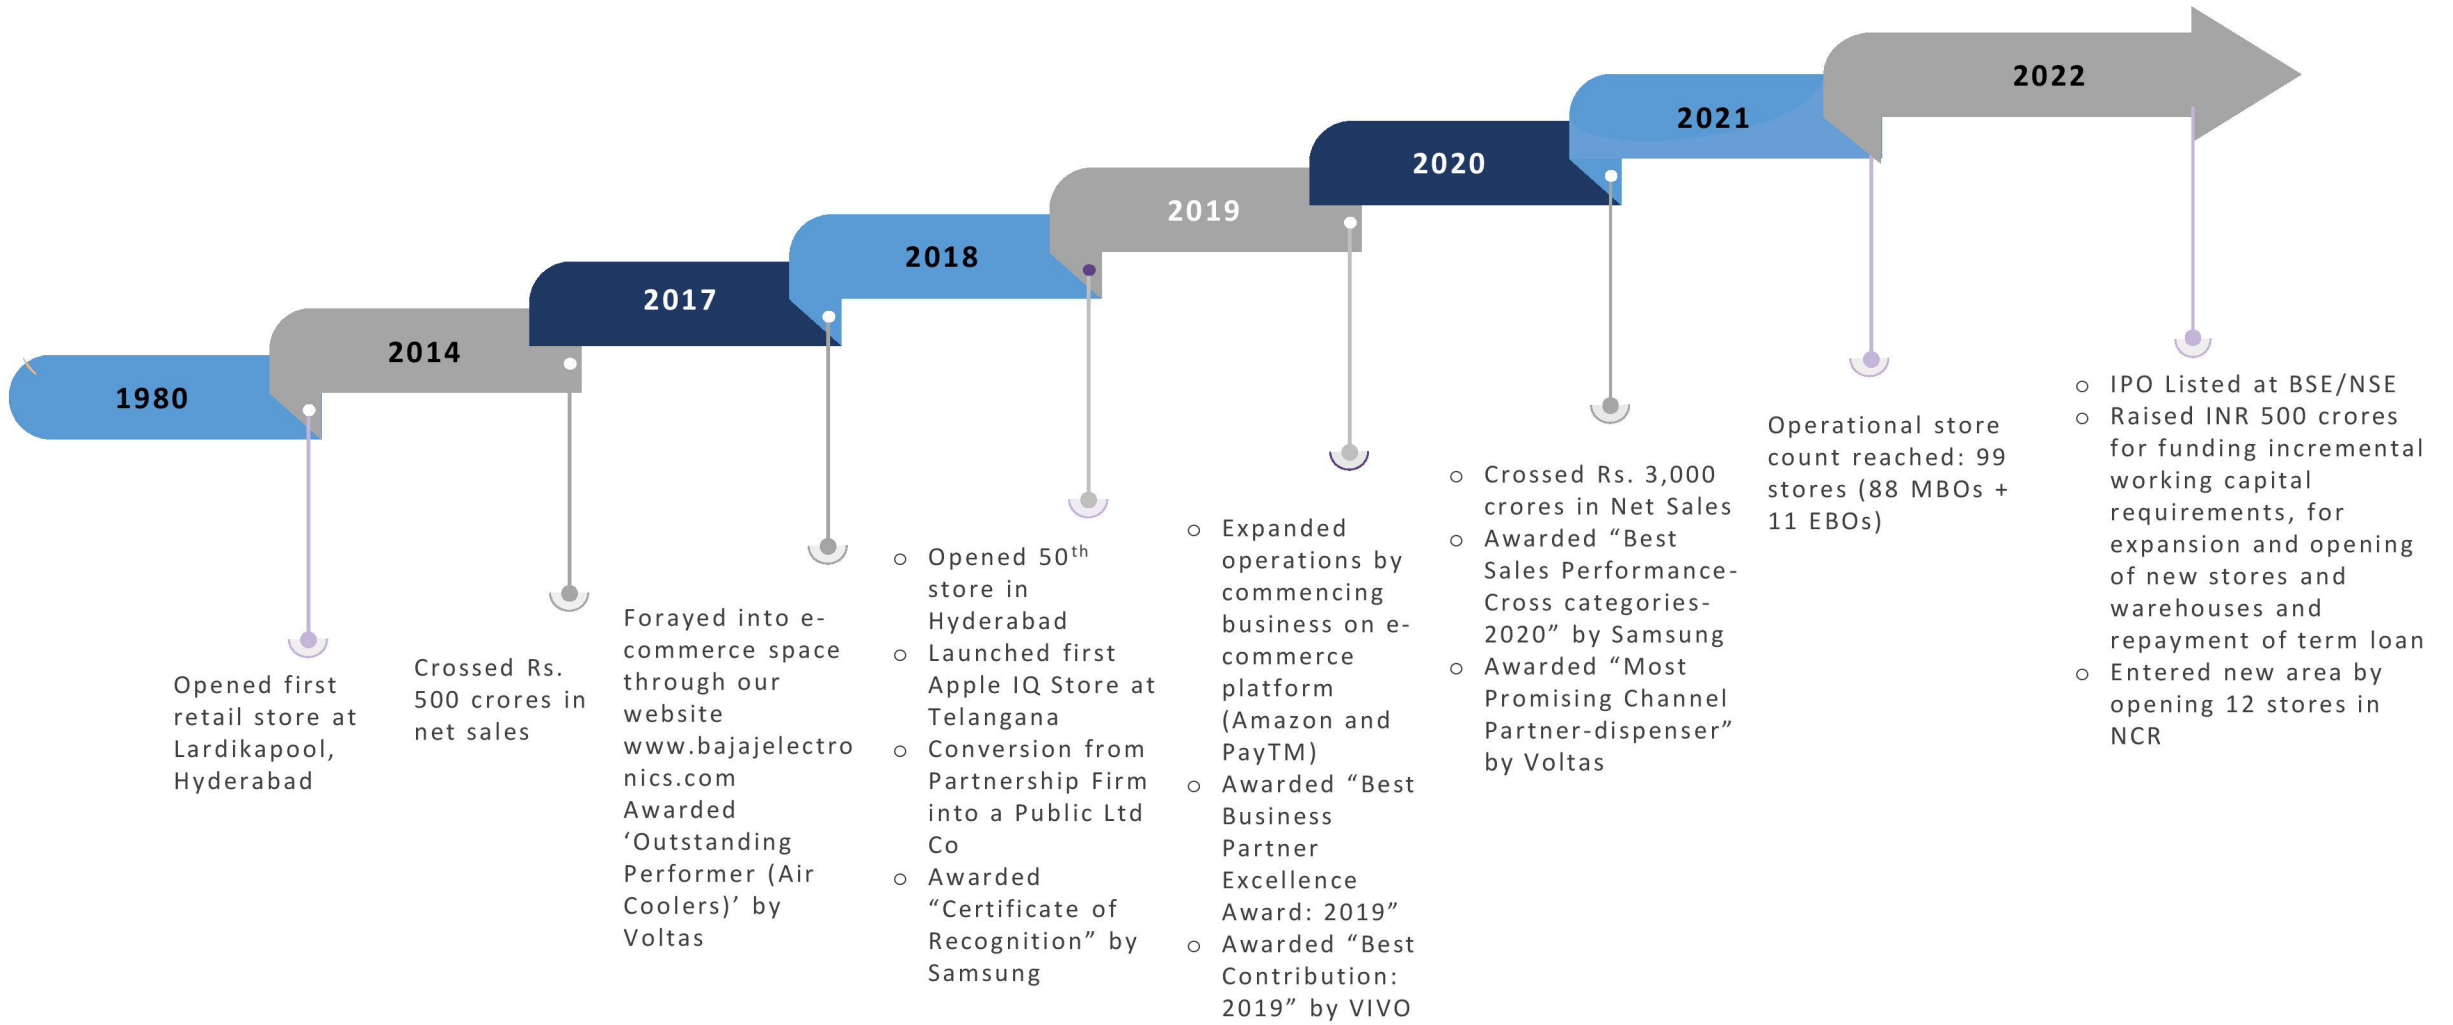 1980
Opened first
retail store at
Lardikapool,
Hyderabad
2014
Crossed Rs.
500 crores in
net sales
2017
Forayed into e-
commerce space
through our
website
www.bajajelectro
nics.com
Awarded
‘Outstanding
Performer (Air
Coolers)’ by
Voltas
2018
o Opened 50th
store in
Hyderabad
o Launched first
Apple IQ Store at
Telangana
o Conversion from
Partnership Firm
into a Public Ltd
Co
o Awarded
“Certificate of
Recognition” by
Samsung
2019
o Expanded
operations by
commencing
business on e-
commerce
platform
(Amazon and
PayTM)
o Awarded “Best
Business
Partner
Excellence
Award: 2019”
o Awarded “Best
Contribution:
2019” by VIVO
2020
o Crossed Rs. 3,000
crores in Net Sales
o Awarded “Best
Sales Performance-
Cross categories-
2020” by Samsung
o Awarded “Most
Promising Channel
Partner-dispenser”
by Voltas
2021
Operational store
count reached: 99
stores (88 MBOs +
11 EBOs)
2022
o IPO Listed at BSE/NSE
o Raised INR 500 crores
for funding incremental
working capital
requirements, for
expansion and opening
of new stores and
warehouses and
repayment of term loan
o Entered new area by
opening 12 stores in
NCR